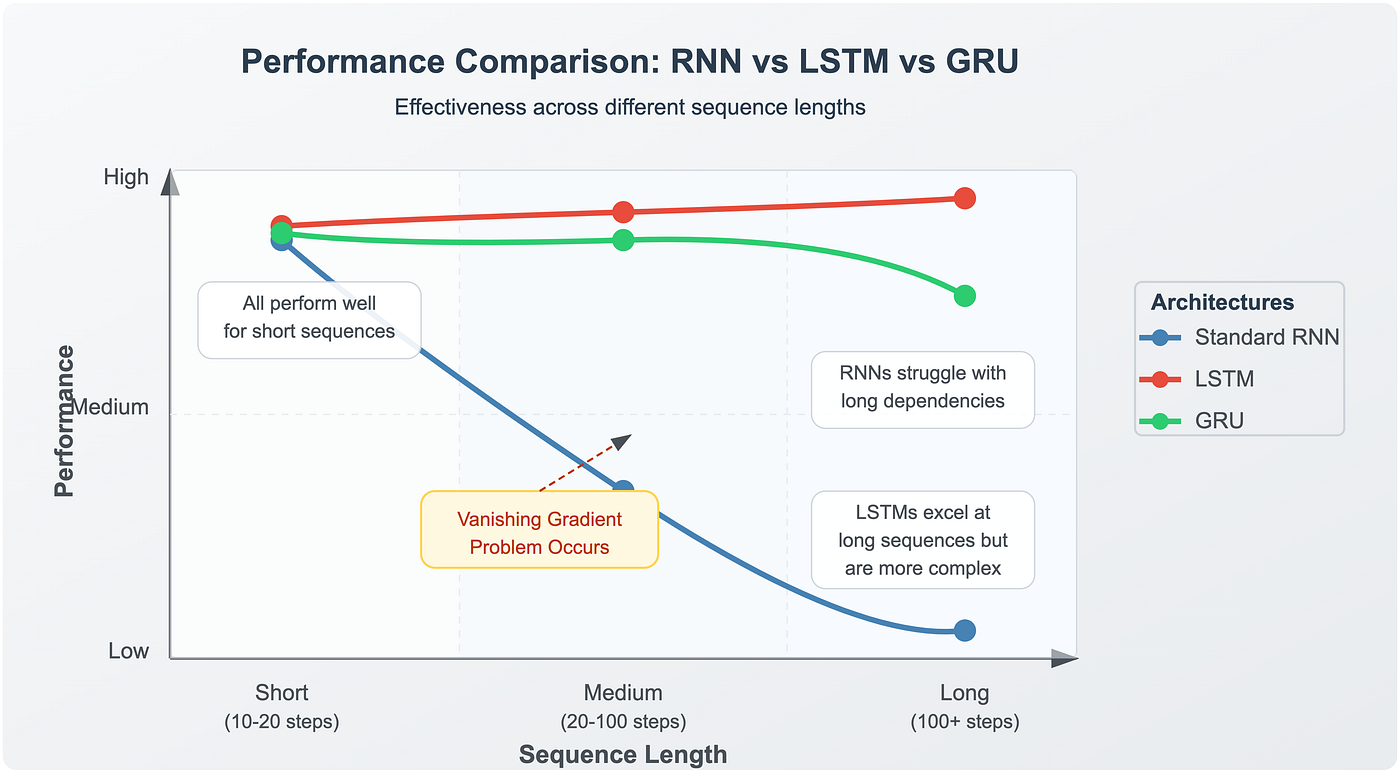 Performance Comparison: RNN vs LSTM vs GRU
Effectiveness across different sequence lengths
High
Medium
Low
Performance
All perform well
for short sequences
Vanishing Gradient
Problem Occurs
RNNs struggle with
long dependencies
LSTMs excel at
long sequences but
are more complex
Architectures
Standard RNN
LSTM
GRU
Short
(10-20 steps)
Medium
(20-100 steps)
Long
(100+ steps)
Sequence Length